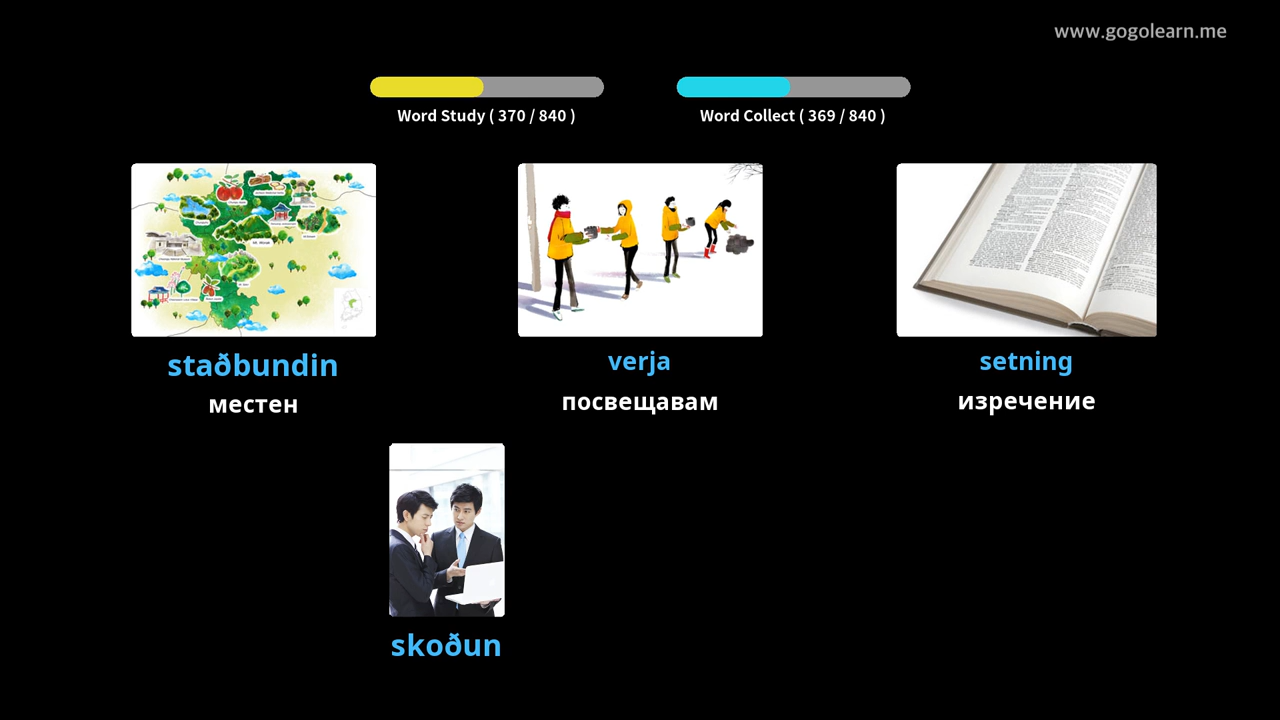 www.gogolearn.me
Word Study ( 370 / 840 )
Word Collect ( 369 / 840 )
staðbundin
местен
verja
посвещавам
setning
изречение
skoðun